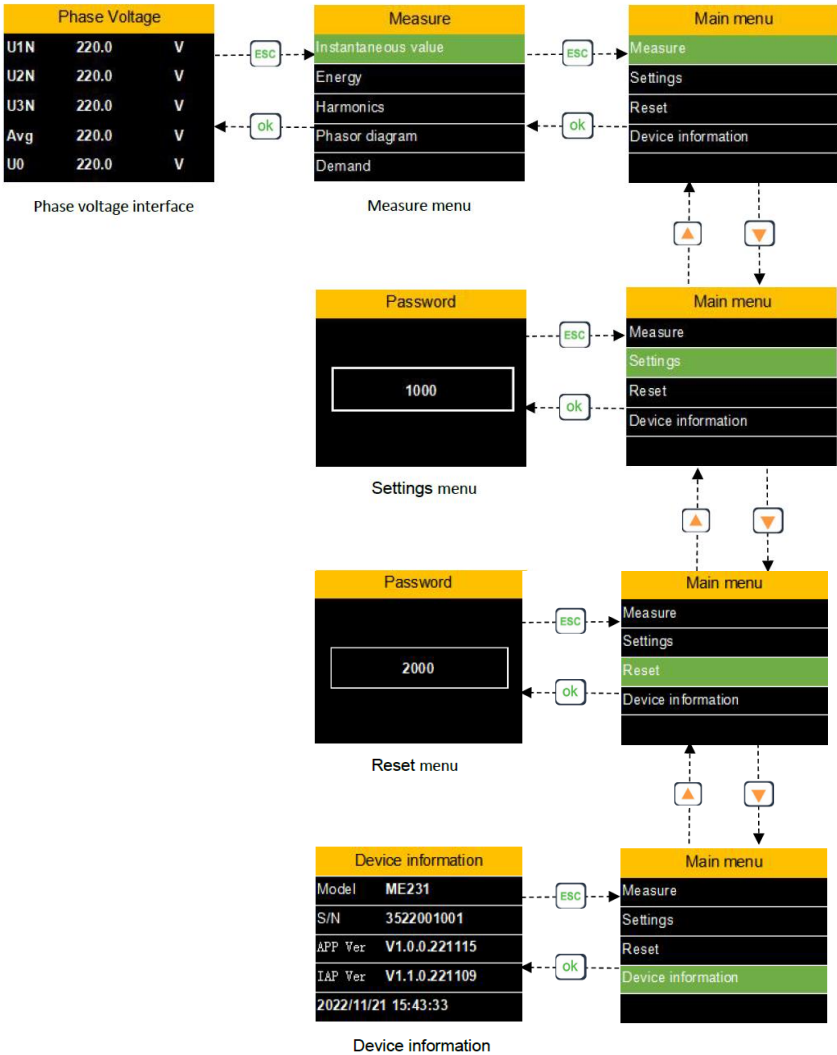 Phase Voltage
U1N 220.0 V
U2N 220.0 V
U3N 220.0 V
Avg 220.0 V
U0 220.0 V
Phase voltage interface
ESC
ok
Measure
Instantaneous value
Energy
Harmonics
Phasor diagram
Demand
Measure menu
ESC
ok
Main menu
Measure
Settings
Reset
Device information
Password
1000
Settings menu
ESC
ok
Main menu
Measure
Settings
Reset
Device information
Password
2000
Reset menu
ESC
ok
Main menu
Measure
Settings
Reset
Device information
Device information
Model ME231
S/N 3522001001
APP Ver V1.0.0.221115
IAP Ver V1.1.0.221109
2022/11/21 15:43:33
Device information
ESC
ok
Main menu
Measure
Settings
Reset
Device information